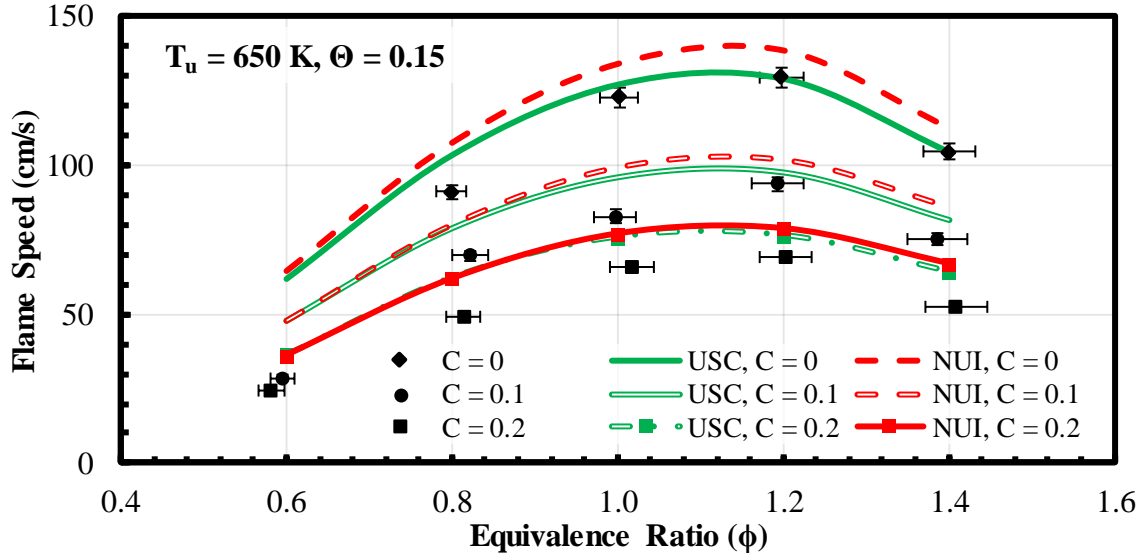 150
T_u = 650 K, Θ = 0.15
100
Flame Speed (cm/s)
50
C = 0 USC, C = 0 NUI, C = 0
C = 0.1 USC, C = 0.1 NUI, C = 0.1
C = 0.2 USC, C = 0.2 NUI, C = 0.2
0
0.4 0.6 0.8 1.0 1.2 1.4 1.6
Equivalence Ratio (ϕ)